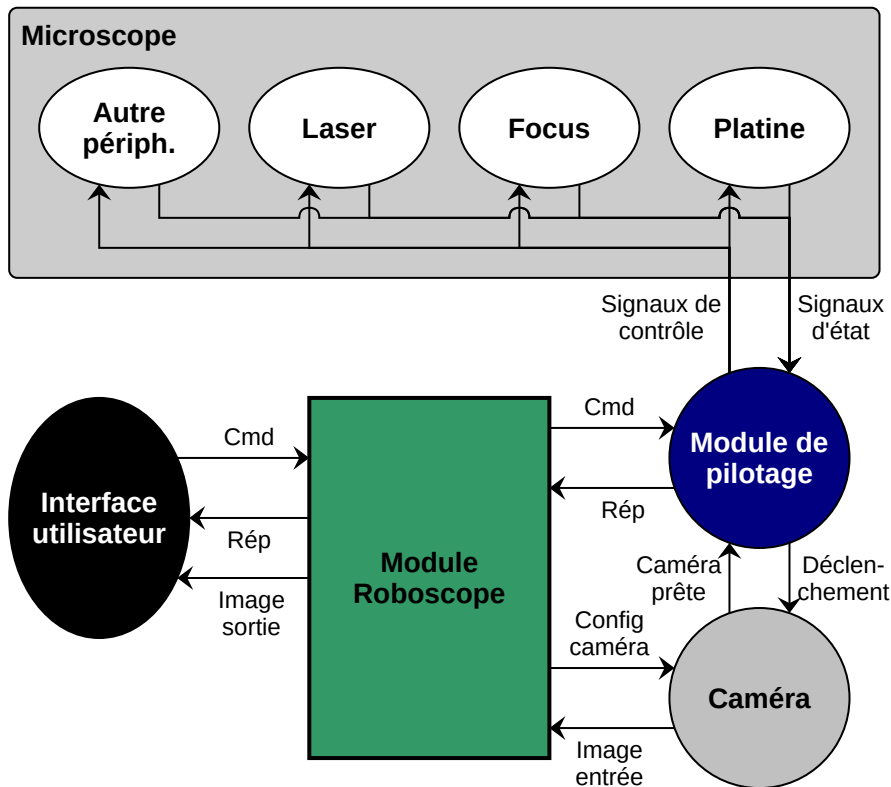 Microscope
Autre
périph.
Laser
Focus
Platine
Signaux de
contrôle
Signaux
d'état
Cmd
Cmd
Module de
pilotage
Interface
utilisateur
Rép
Rép
Module
Roboscope
Caméra
prête
Déclen-
chement
Image
sortie
Config
caméra
Caméra
Image
entrée